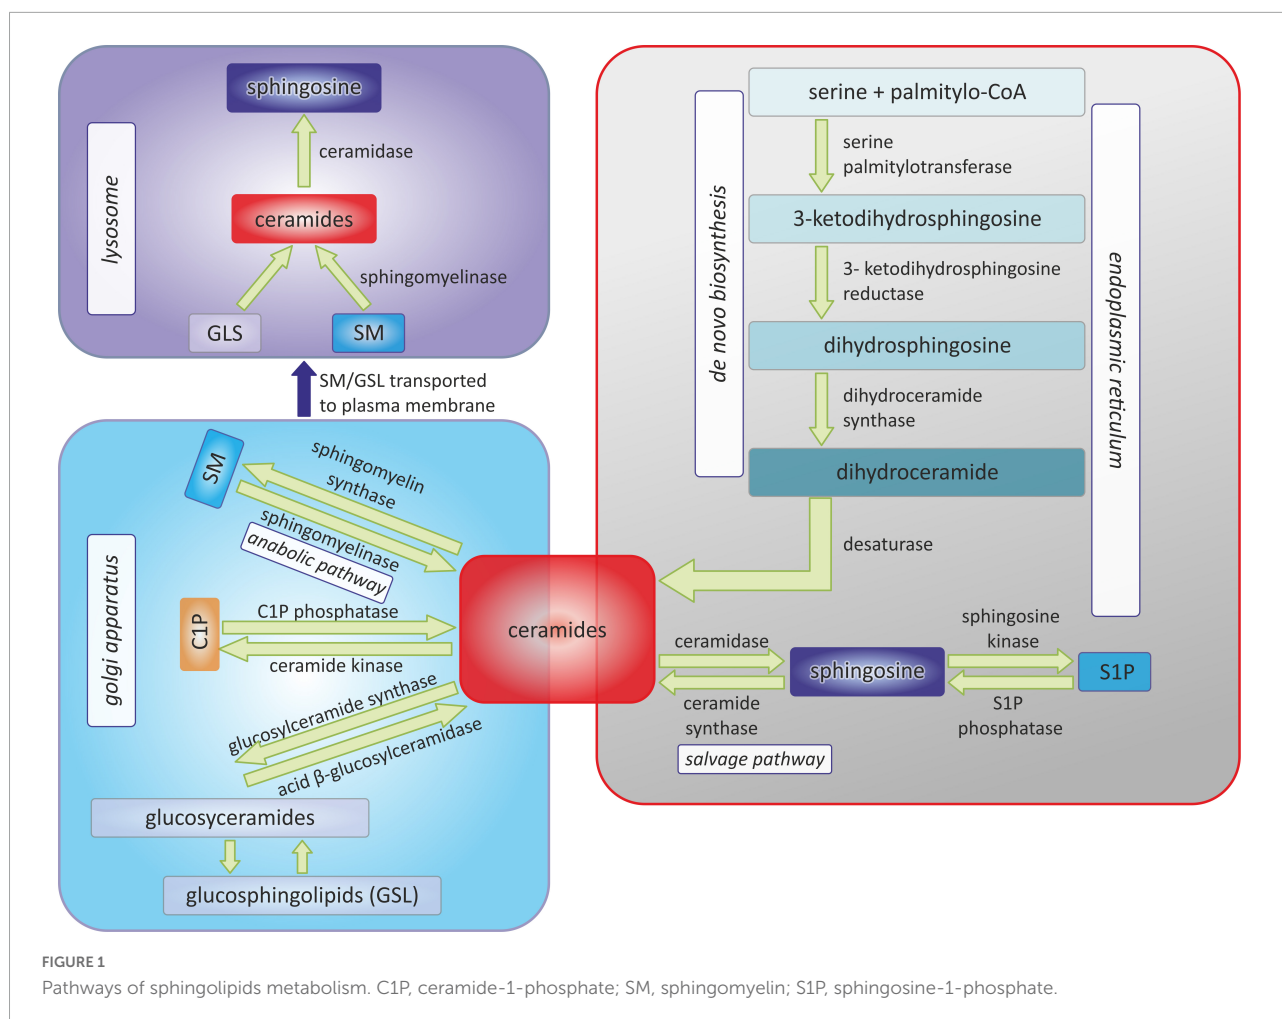 sphingosine
ceramidase
ceramides
sphingomyelinase
GLS
SM
lysosome
SM/GSL transported
to plasma membrane
SM
sphingomyelin
synthase
sphingomyelinase
anabolic pathway
golgi apparatus
C1P
C1P phosphatase
ceramide kinase
glucosylceramide synthase
acid β-glucosylceramidase
glucosyceramides
glucosphingolipids (GSL)
ceramides
serine + palmitylo-CoA
serine
palmitylotransferase
3-ketodihydrosphingosine
3- ketodihydrosphingosine
reductase
dihydrosphingosine
dihydroceramide
synthase
dihydroceramide
desaturase
de novo biosynthesis
endoplasmic reticulum
ceramidase
ceramide
synthase
salvage pathway
sphingosine
sphingosine
kinase
S1P
phosphatase
S1P
FIGURE 1
Pathways of sphingolipids metabolism. C1P, ceramide-1-phosphate; SM, sphingomyelin; S1P, sphingosine-1-phosphate.